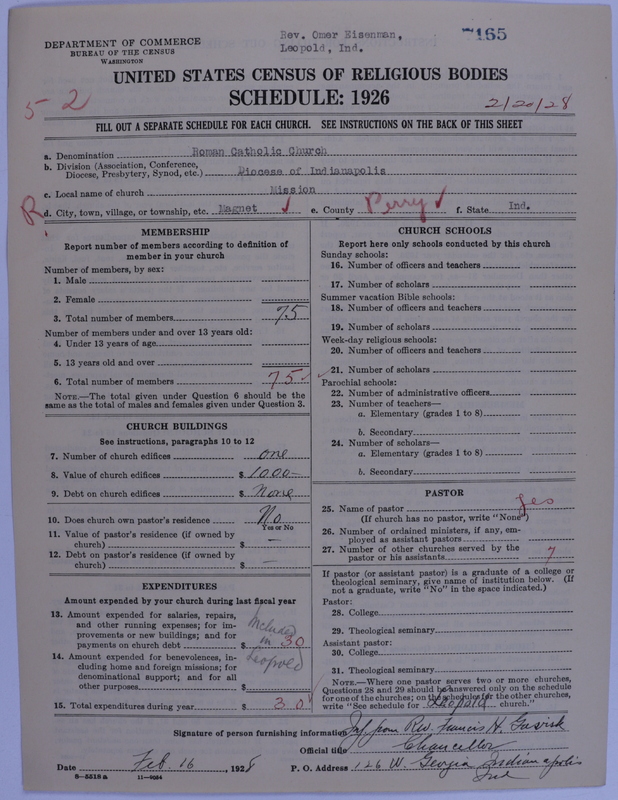 DEPARTMENT OF COMMERCE
BUREAU OF THE CENSUS
WASHINGTON
Rev. Omer Eisenman,
Leopold, Ind.
7165
UNITED STATES CENSUS OF RELIGIOUS BODIES
SCHEDULE: 1926
5-2
2/20/28
FILL OUT A SEPARATE SCHEDULE FOR EACH CHURCH. SEE INSTRUCTIONS ON THE BACK OF THIS SHEET
a. Denomination Roman Catholic Church
b. Division (Association, Conference, Diocese, Presbytery, Synod, etc.) Diocese of Indianapolis
c. Local name of church Mission
R d. City, town, village, or township, etc. Magnet ✓ e. County Perry ✓ f. State Ind.
MEMBERSHIP
Report number of members according to definition of
member in your church
Number of members, by sex:
1. Male
2. Female
3. Total number of members 75
Number of members under and over 13 years old:
4. Under 13 years of age
5. 13 years old and over
6. Total number of members 75 ✓
NOTE.—The total given under Question 6 should be the
same as the total of males and females given under Question 3.
CHURCH BUILDINGS
See instructions, paragraphs 10 to 12
7. Number of church edifices one
8. Value of church edifices $ 1000—
9. Debt on church edifices $ None
10. Does church own pastor's residence No
Yes or No
11. Value of pastor's residence (if owned by
church) $ —
12. Debt on pastor's residence (if owned by
church) $ —
EXPENDITURES
Amount expended by your church during last fiscal year
13. Amount expended for salaries, repairs,
and other running expenses; for im-
provements or new buildings; and for
payments on church debt $ 30
Included in Leopold
14. Amount expended for benevolences, in-
cluding home and foreign missions; for
denominational support; and for all
other purposes $
15. Total expenditures during year $ 30
CHURCH SCHOOLS
Report here only schools conducted by this church
Sunday schools:
16. Number of officers and teachers
17. Number of scholars
Summer vacation Bible schools:
18. Number of officers and teachers
19. Number of scholars
Week-day religious schools:
20. Number of officers and teachers
21. Number of scholars
Parochial schools:
22. Number of administrative officers
23. Number of teachers—
a. Elementary (grades 1 to 8)
b. Secondary
24. Number of scholars—
a. Elementary (grades 1 to 8)
b. Secondary
PASTOR
25. Name of pastor yes
(If church has no pastor, write "None")
26. Number of ordained ministers, if any, em-
ployed as assistant pastors
27. Number of other churches served by the
pastor or his assistants 7
If pastor (or assistant pastor) is a graduate of a college or
theological seminary, give name of institution below. (If
not a graduate, write "No" in the space indicated.)
Pastor:
28. College
29. Theological seminary
Assistant pastor:
30. College
31. Theological seminary
NOTE.—Where one pastor serves two or more churches,
Questions 28 and 29 should be answered only on the schedule
for one of the churches; on the schedules for the other churches,
write "See schedule for Leopold church."
Signature of person furnishing information Inf from Rev. Francis H. Gavisk
Official title Chancellor
Date Feb 16, 1928 P. O. Address 126 W. Georgia Indianapolis
Ind
8-5518a 11-9054